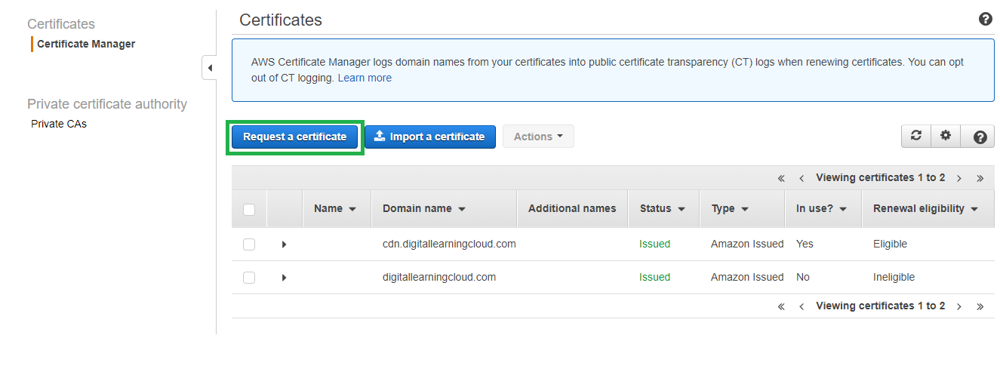 Certificates
Certificate Manager
Private certificate authority
Private CAs
Certificates
AWS Certificate Manager logs domain names from your certificates into public certificate transparency (CT) logs when renewing certificates. You can opt
out of CT logging. Learn more
Request a certificate Import a certificate Actions
« ‹ Viewing certificates 1 to 2 › »
Name Domain name Additional names Status Type In use? Renewal eligibility
cdn.digitallearningcloud.com Issued Amazon Issued Yes Eligible
digitallearningcloud.com Issued Amazon Issued No Ineligible
« ‹ Viewing certificates 1 to 2 › »